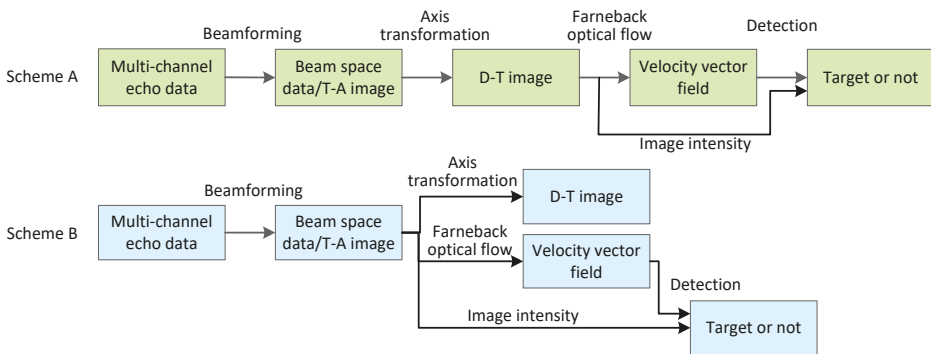 Axis
transformation
Farneback
optical flow
Detection
Beamforming
Scheme A
Multi-channel
echo data
Beam space
data/T-A image
D-T image
Velocity vector
field
Target or not
Image intensity
Axis
transformation
Beamforming
D-T image
Scheme B
Multi-channel
echo data
Beam space
data/T-A image
Farneback
optical flow
Velocity vector
field
Detection
Image intensity
Target or not